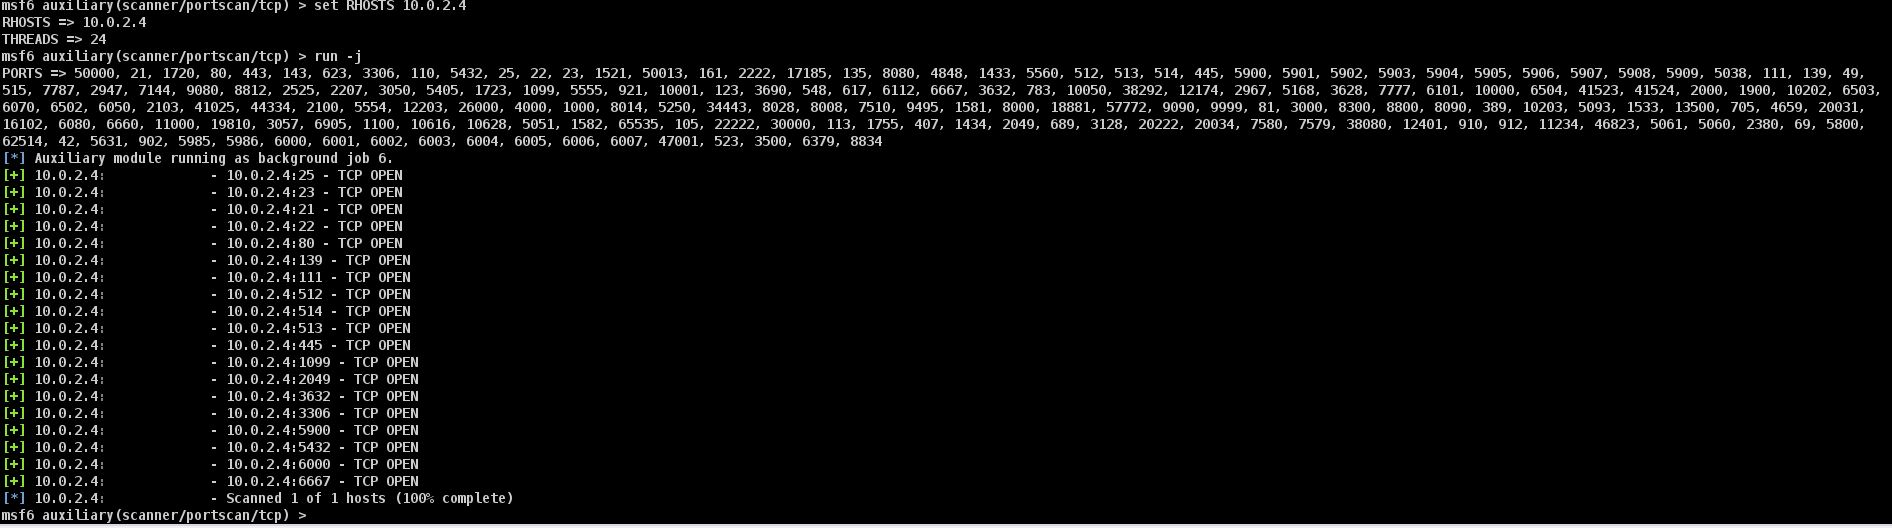 msf6 auxiliary(scanner/portscan/tcp) > set RHOSTS 10.0.2.4
RHOSTS => 10.0.2.4
THREADS => 24
msf6 auxiliary(scanner/portscan/tcp) > run -j
PORTS => 50000, 21, 1720, 80, 443, 143, 623, 3306, 110, 5432, 25, 22, 23, 1521, 50013, 161, 2222, 17185, 135, 8080, 4848, 1433, 5560, 512, 513, 514, 445, 5900, 5901, 5902, 5903, 5904, 5905, 5906, 5907, 5908, 5909, 5038, 111, 139, 49,
515, 7787, 2947, 7144, 9080, 8812, 2525, 2207, 3050, 5405, 1723, 1099, 5555, 921, 10001, 123, 3690, 548, 617, 6112, 6667, 3632, 783, 10050, 38292, 12174, 2967, 5168, 3628, 7777, 6101, 10000, 6504, 41523, 41524, 2000, 1900, 10202, 6503,
6070, 6502, 6050, 2103, 41025, 44334, 2100, 5554, 12203, 26000, 4000, 1000, 8014, 5250, 34443, 8028, 8008, 7510, 9495, 1581, 8000, 18881, 57772, 9090, 9999, 81, 3000, 8300, 8800, 8090, 389, 10203, 5093, 1533, 13500, 705, 4659, 20031,
16102, 6080, 6660, 11000, 19810, 3057, 6905, 1100, 10616, 10628, 5051, 1582, 65535, 105, 22222, 30000, 113, 1755, 407, 1434, 2049, 689, 3128, 20222, 20034, 7580, 7579, 38080, 12401, 910, 912, 11234, 46823, 5061, 5060, 2380, 69, 5800,
62514, 42, 5631, 902, 5985, 5986, 6000, 6001, 6002, 6003, 6004, 6005, 6006, 6007, 47001, 523, 3500, 6379, 8834
[*] Auxiliary module running as background job 6.
[+] 10.0.2.4: - 10.0.2.4:25 - TCP OPEN
[+] 10.0.2.4: - 10.0.2.4:23 - TCP OPEN
[+] 10.0.2.4: - 10.0.2.4:21 - TCP OPEN
[+] 10.0.2.4: - 10.0.2.4:22 - TCP OPEN
[+] 10.0.2.4: - 10.0.2.4:80 - TCP OPEN
[+] 10.0.2.4: - 10.0.2.4:139 - TCP OPEN
[+] 10.0.2.4: - 10.0.2.4:111 - TCP OPEN
[+] 10.0.2.4: - 10.0.2.4:512 - TCP OPEN
[+] 10.0.2.4: - 10.0.2.4:514 - TCP OPEN
[+] 10.0.2.4: - 10.0.2.4:513 - TCP OPEN
[+] 10.0.2.4: - 10.0.2.4:445 - TCP OPEN
[+] 10.0.2.4: - 10.0.2.4:1099 - TCP OPEN
[+] 10.0.2.4: - 10.0.2.4:2049 - TCP OPEN
[+] 10.0.2.4: - 10.0.2.4:3632 - TCP OPEN
[+] 10.0.2.4: - 10.0.2.4:3306 - TCP OPEN
[+] 10.0.2.4: - 10.0.2.4:5900 - TCP OPEN
[+] 10.0.2.4: - 10.0.2.4:5432 - TCP OPEN
[+] 10.0.2.4: - 10.0.2.4:6000 - TCP OPEN
[+] 10.0.2.4: - 10.0.2.4:6667 - TCP OPEN
[*] 10.0.2.4: - Scanned 1 of 1 hosts (100% complete)
msf6 auxiliary(scanner/portscan/tcp) >